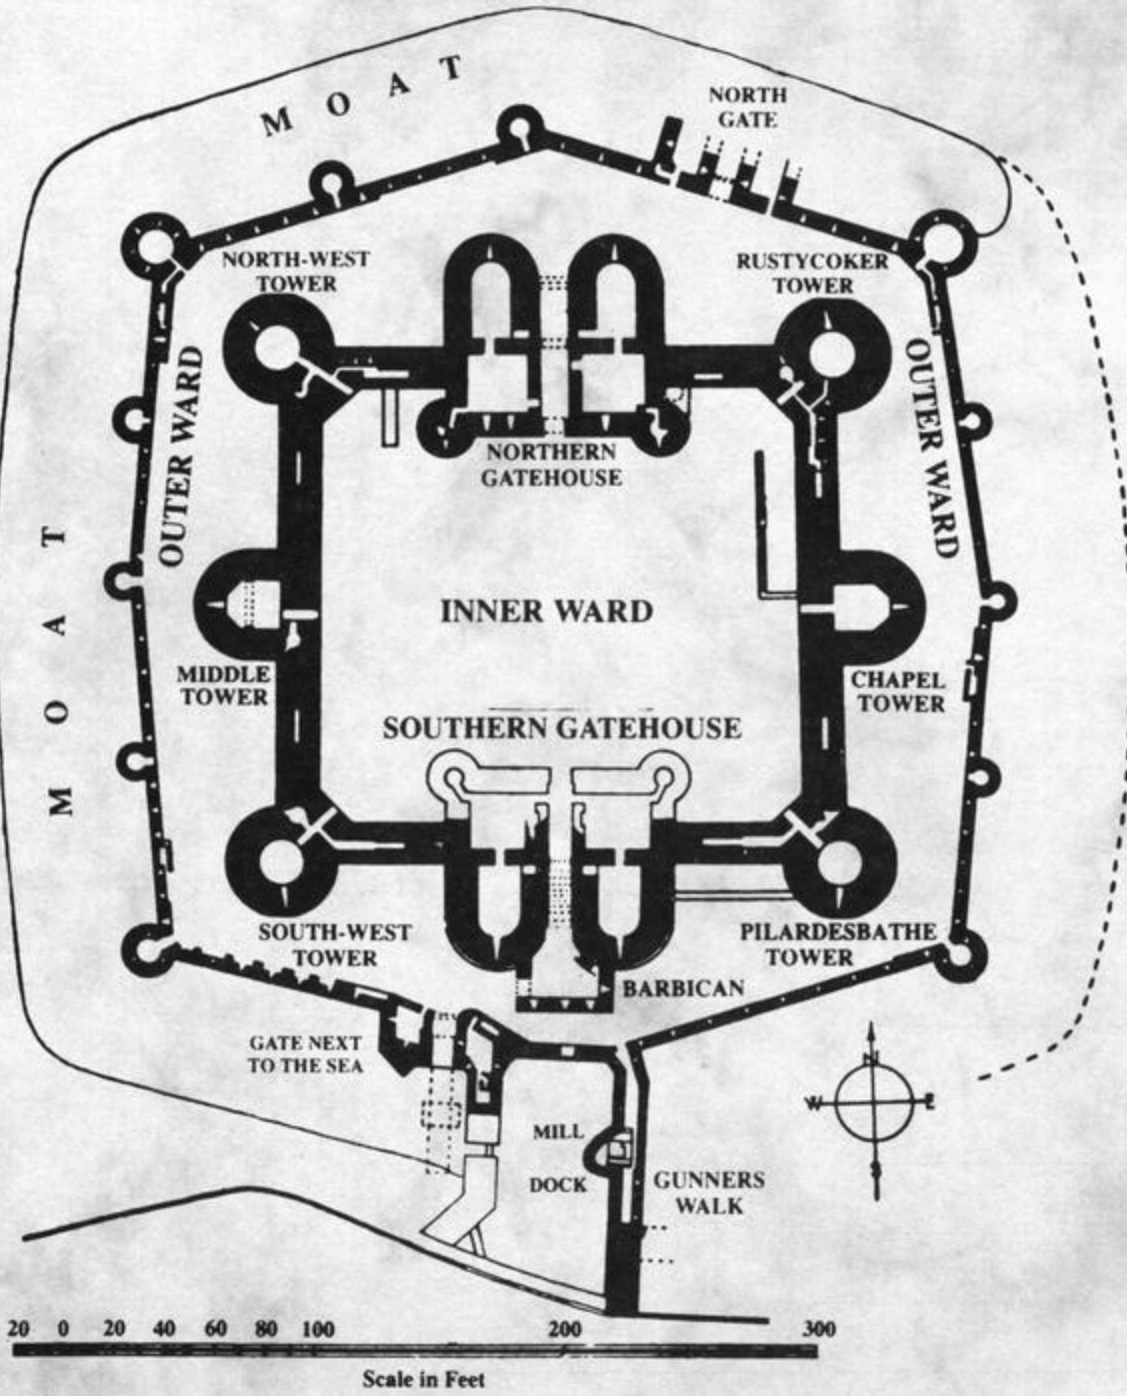 M O A T
NORTH
GATE
NORTH-WEST
TOWER
RUSTYCOKER
TOWER
OUTER WARD
OUTER WARD
NORTHERN
GATEHOUSE
M O A T
INNER WARD
MIDDLE
TOWER
CHAPEL
TOWER
SOUTHERN GATEHOUSE
SOUTH-WEST
TOWER
PILARDESBATHE
TOWER
BARBICAN
GATE NEXT
TO THE SEA
N
W E
S
MILL
DOCK
GUNNERS
WALK
20 0 20 40 60 80 100 200 300
Scale in Feet